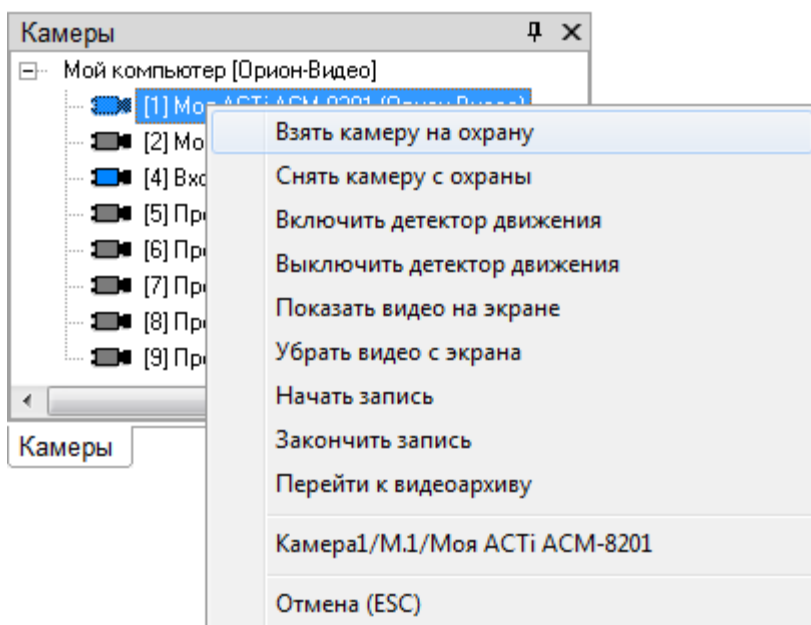 Камеры
Мой компьютер [Орион-Видео]
[1] Моя ACTi ACM-8201 (Орион Видео)
[2] Мо
[4] Вхо
[5] Пр
[6] Пр
[7] Пр
[8] Пр
[9] Пр
Камеры
Взять камеру на охрану
Снять камеру с охраны
Включить детектор движения
Выключить детектор движения
Показать видео на экране
Убрать видео с экрана
Начать запись
Закончить запись
Перейти к видеоархиву
Камера1/М.1/Моя ACTi ACM-8201
Отмена (ESC)